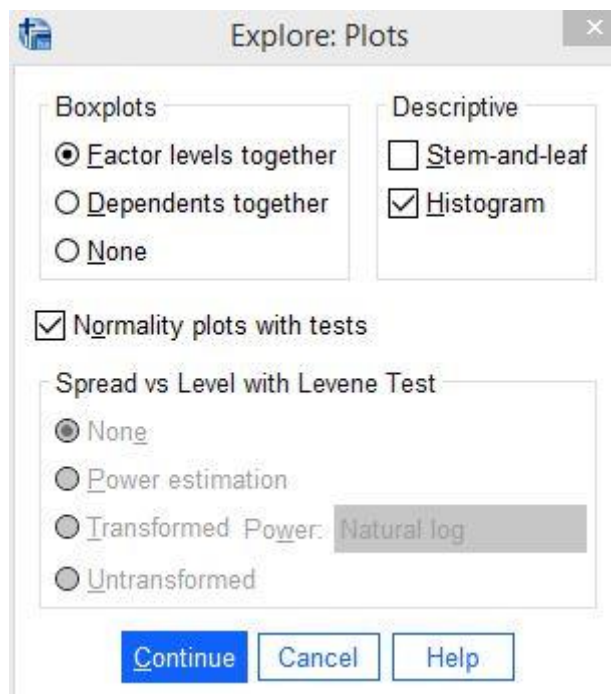 Explore: Plots
Boxplots
Factor levels together
Dependents together
None
Descriptive
Stem-and-leaf
Histogram
Normality plots with tests
Spread vs Level with Levene Test
None
Power estimation
Transformed Power: Natural log
Untransformed
Continue Cancel Help